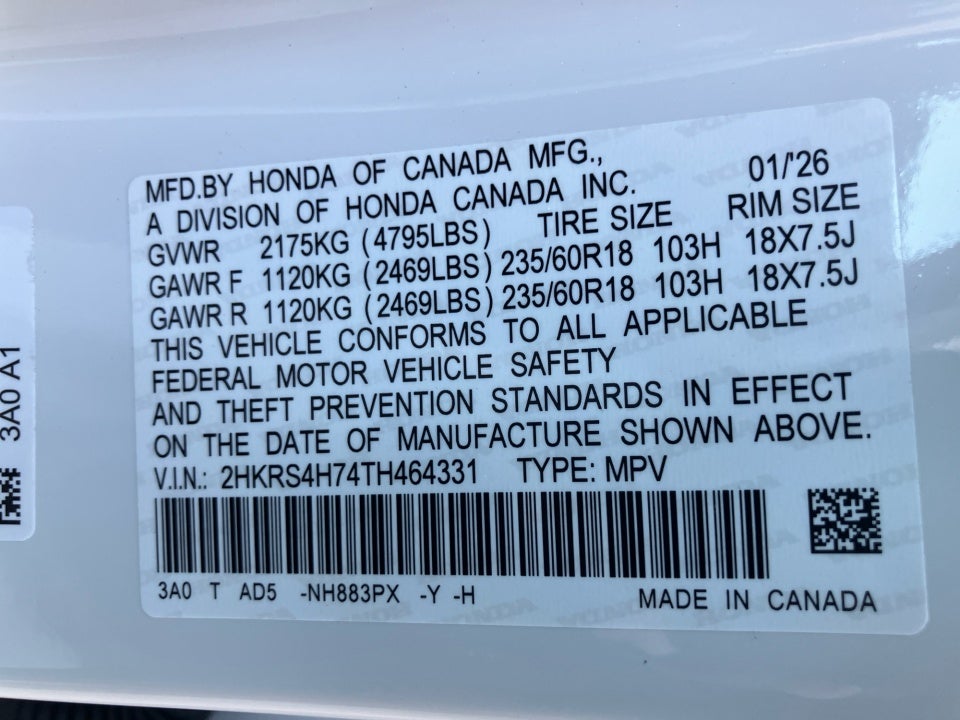 MFD.BY HONDA OF CANADA MFG., 01/'26
A DIVISION OF HONDA CANADA INC.
GVWR 2175KG (4795LBS) TIRE SIZE RIM SIZE
GAWR F 1120KG (2469LBS) 235/60R18 103H 18X7.5J
GAWR R 1120KG (2469LBS) 235/60R18 103H 18X7.5J
THIS VEHICLE CONFORMS TO ALL APPLICABLE
FEDERAL MOTOR VEHICLE SAFETY
AND THEFT PREVENTION STANDARDS IN EFFECT
ON THE DATE OF MANUFACTURE SHOWN ABOVE.
V.I.N.: 2HKRS4H74TH464331 TYPE: MPV
3A0 T AD5 -NH883PX -Y -H MADE IN CANADA
3A0 A1